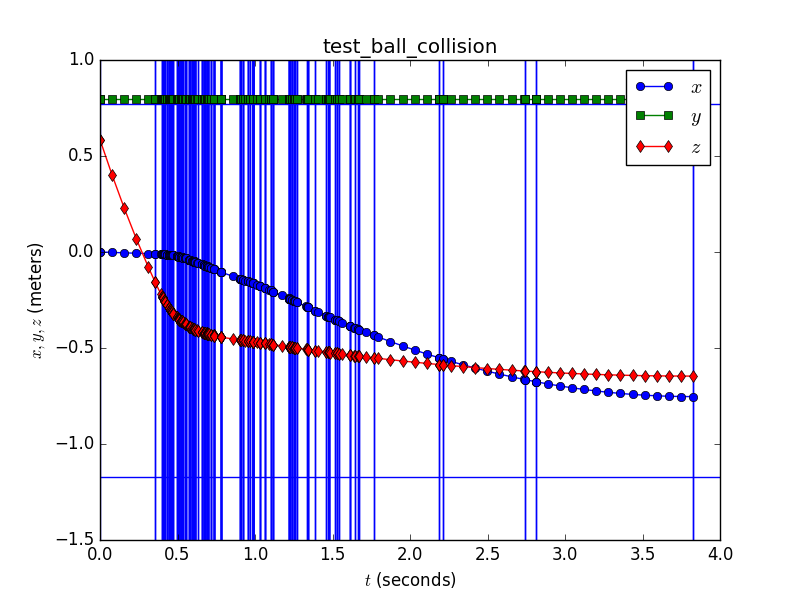 test_ball_collision
1.0
0.5
0.0
−0.5
−1.0
−1.5
x, y, z (meters)
x
y
z
0.0 0.5 1.0 1.5 2.0 2.5 3.0 3.5 4.0
t (seconds)